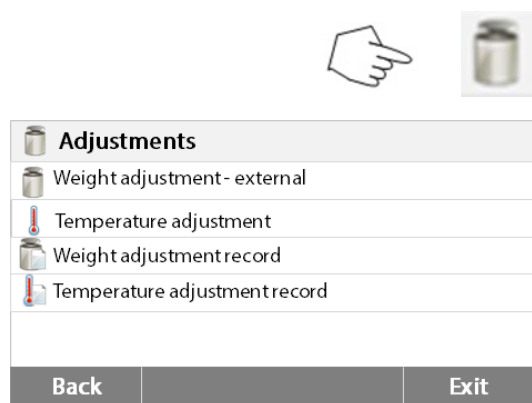 Adjustments
Weight adjustment - external
Temperature adjustment
Weight adjustment record
Temperature adjustment record
Back Exit